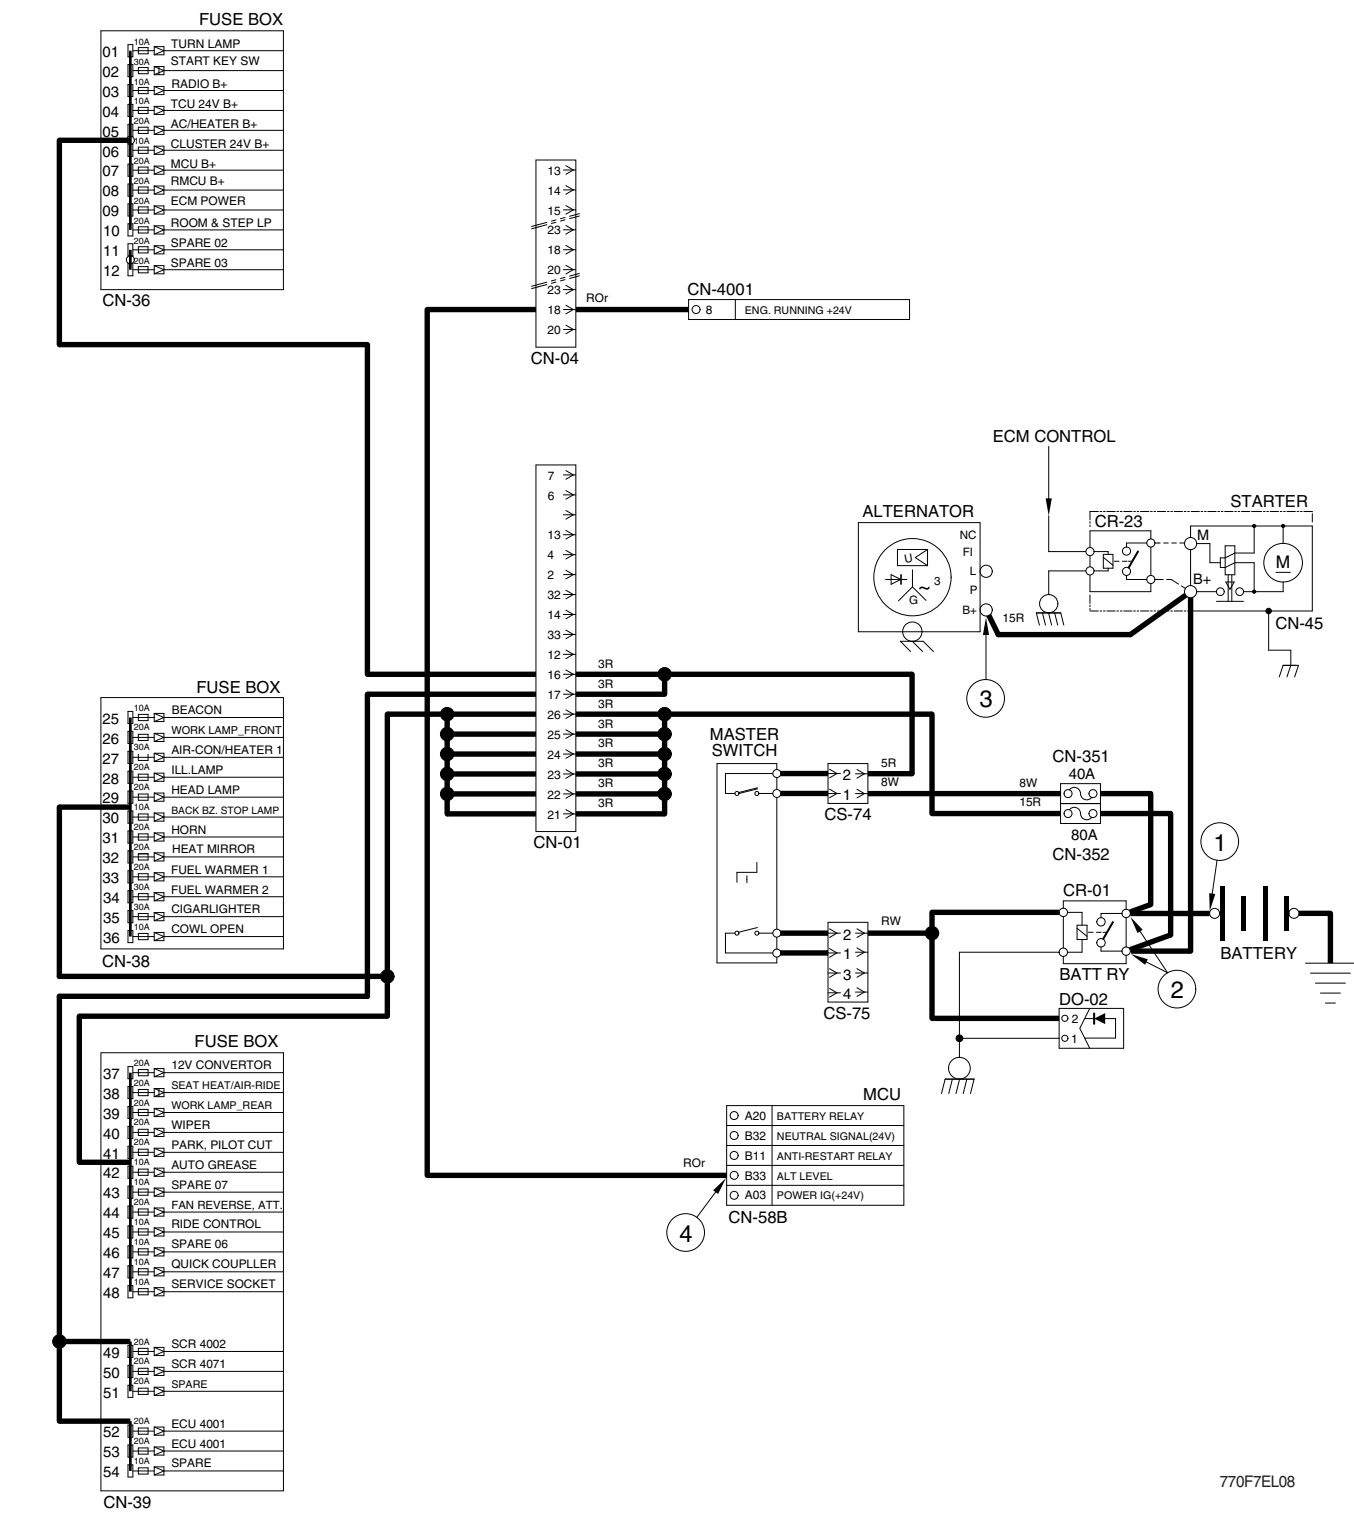 FUSE BOX
01 10A TURN LAMP
02 30A START KEY SW
03 10A RADIO B+
04 10A TCU 24V B+
05 20A AC/HEATER B+
06 10A CLUSTER 24V B+
07 20A MCU B+
08 20A RMCU B+
09 20A ECM POWER
10 20A ROOM & STEP LP
11 20A SPARE 02
12 20A SPARE 03
CN-36
13
14
15
23
18
20
23
18
20
CN-04
ROr
CN-4001
8 ENG. RUNNING +24V
ECM CONTROL
ALTERNATOR
NC
FI
L
P
B+
U
G
3
15R
3
STARTER
CR-23
M
B+
M
CN-45
7
6
13
4
2
32
14
33
12
16 3R
17 3R
26 3R
25 3R
24 3R
23 3R
22 3R
21 3R
CN-01
FUSE BOX
25 10A BEACON
26 20A WORK LAMP_FRONT
27 30A AIR-CON/HEATER 1
28 20A ILL.LAMP
29 20A HEAD LAMP
30 10A BACK BZ. STOP LAMP
31 20A HORN
32 20A HEAT MIRROR
33 20A FUEL WARMER 1
34 30A FUEL WARMER 2
35 30A CIGARLIGHTER
36 10A COWL OPEN
CN-38
MASTER
SWITCH
2 5R
1 8W
CS-74
CN-351
40A
8W
15R
80A
CN-352
1
CR-01
BATT RY
2
BATTERY
2 RW
1
3
4
CS-75
DO-02
2
1
FUSE BOX
37 20A 12V CONVERTOR
38 20A SEAT HEAT/AIR-RIDE
39 20A WORK LAMP_REAR
40 20A WIPER
41 20A PARK, PILOT CUT
42 10A AUTO GREASE
43 10A SPARE 07
44 20A FAN REVERSE, ATT.
45 10A RIDE CONTROL
46 10A SPARE 06
47 10A QUICK COUPLLER
48 10A SERVICE SOCKET
49 20A SCR 4002
50 20A SCR 4071
51 20A SPARE
52 20A ECU 4001
53 20A ECU 4001
54 10A SPARE
CN-39
MCU
A20 BATTERY RELAY
B32 NEUTRAL SIGNAL(24V)
B11 ANTI-RESTART RELAY
ROr B33 ALT LEVEL
A03 POWER IG(+24V)
CN-58B
4
770F7EL08